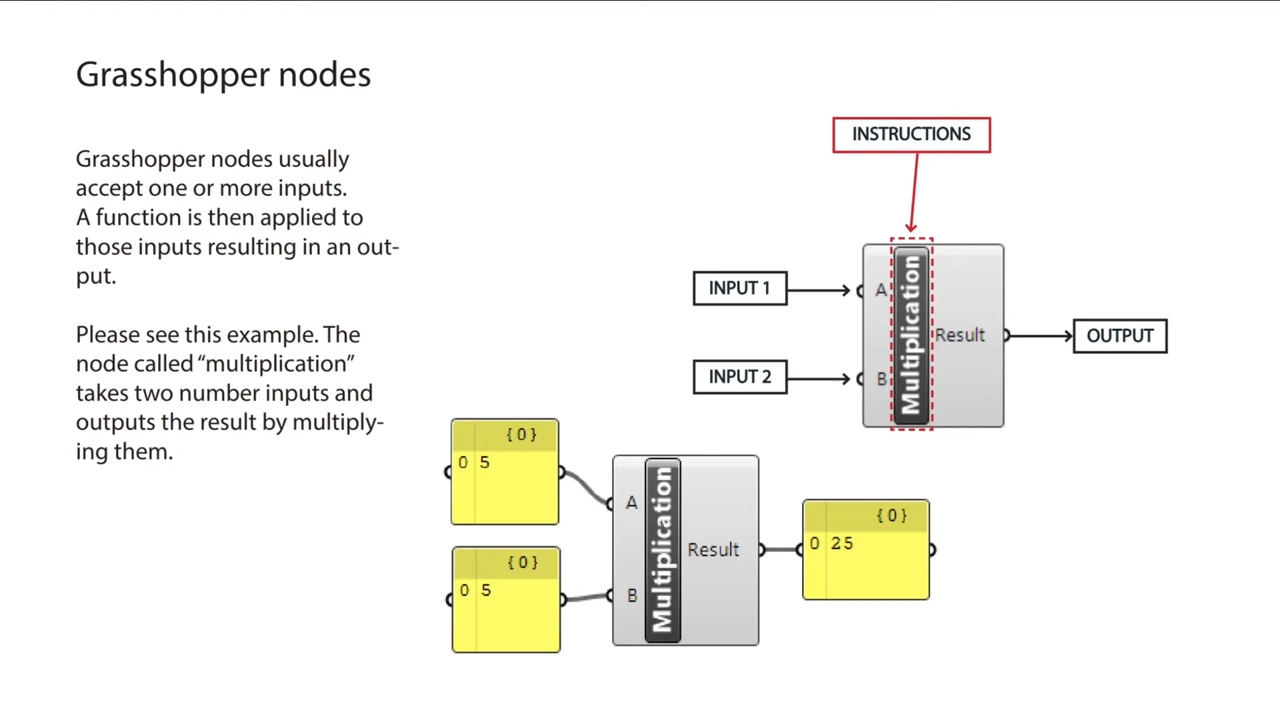 Grasshopper nodes
Grasshopper nodes usually
accept one or more inputs.
A function is then applied to
those inputs resulting in an out-
put.
Please see this example. The
node called “multiplication”
takes two number inputs and
outputs the result by multiply-
ing them.
INSTRUCTIONS
INPUT 1
INPUT 2
A
B
Multiplication
Result
OUTPUT
{0}
0 5
{0}
0 5
A
B
Multiplication
Result
{0}
0 25